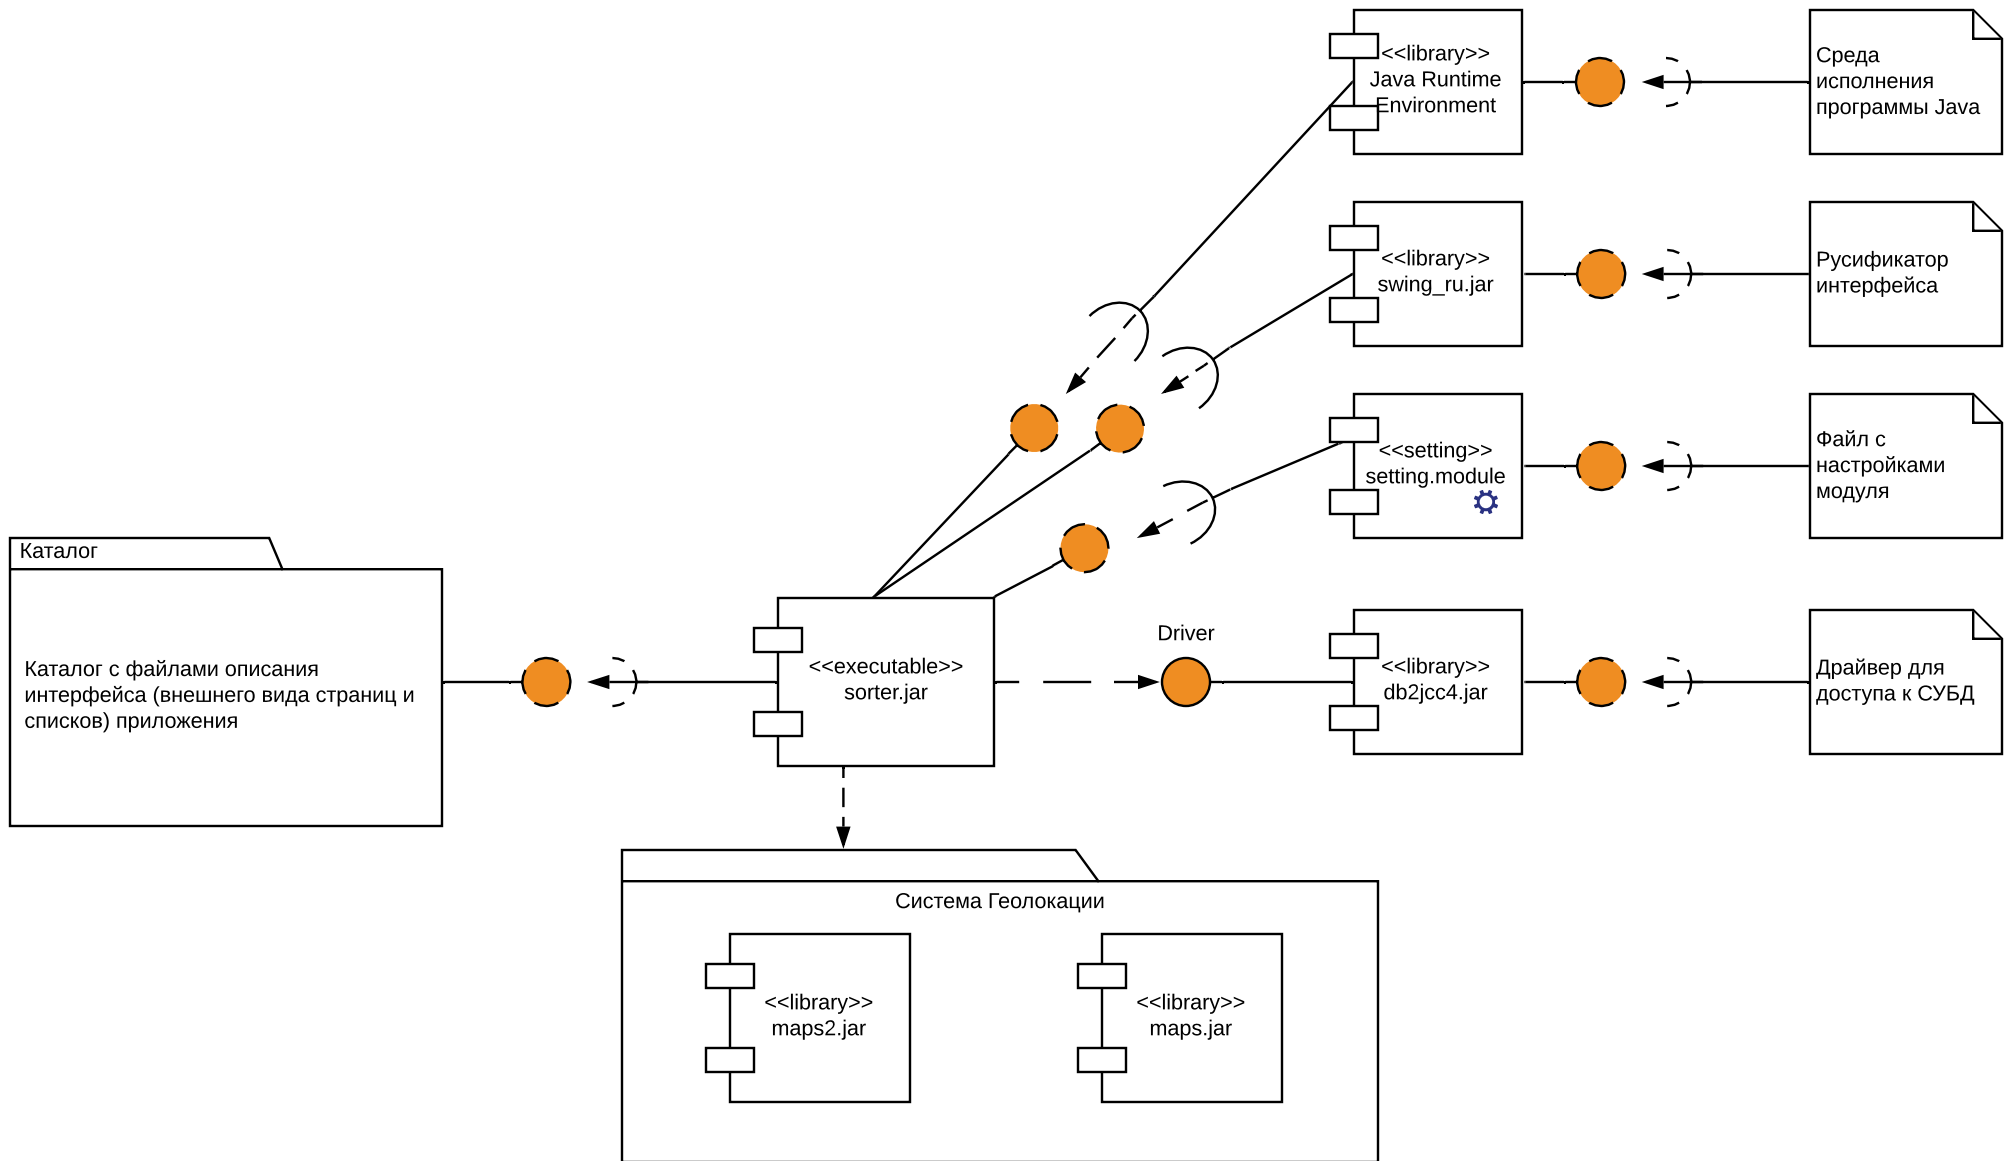 <<library>>
Java Runtime
Environment
Среда
исполнения
программы Java
<<library>>
swing_ru.jar
Русификатор
интерфейса
<<setting>>
setting.module
Файл с
настройками
модуля
Каталог
Каталог с файлами описания
интерфейса (внешнего вида страниц и
списков) приложения
<<executable>>
sorter.jar
Driver
<<library>>
db2jcc4.jar
Драйвер для
доступа к СУБД
Система Геолокации
<<library>>
maps2.jar
<<library>>
maps.jar